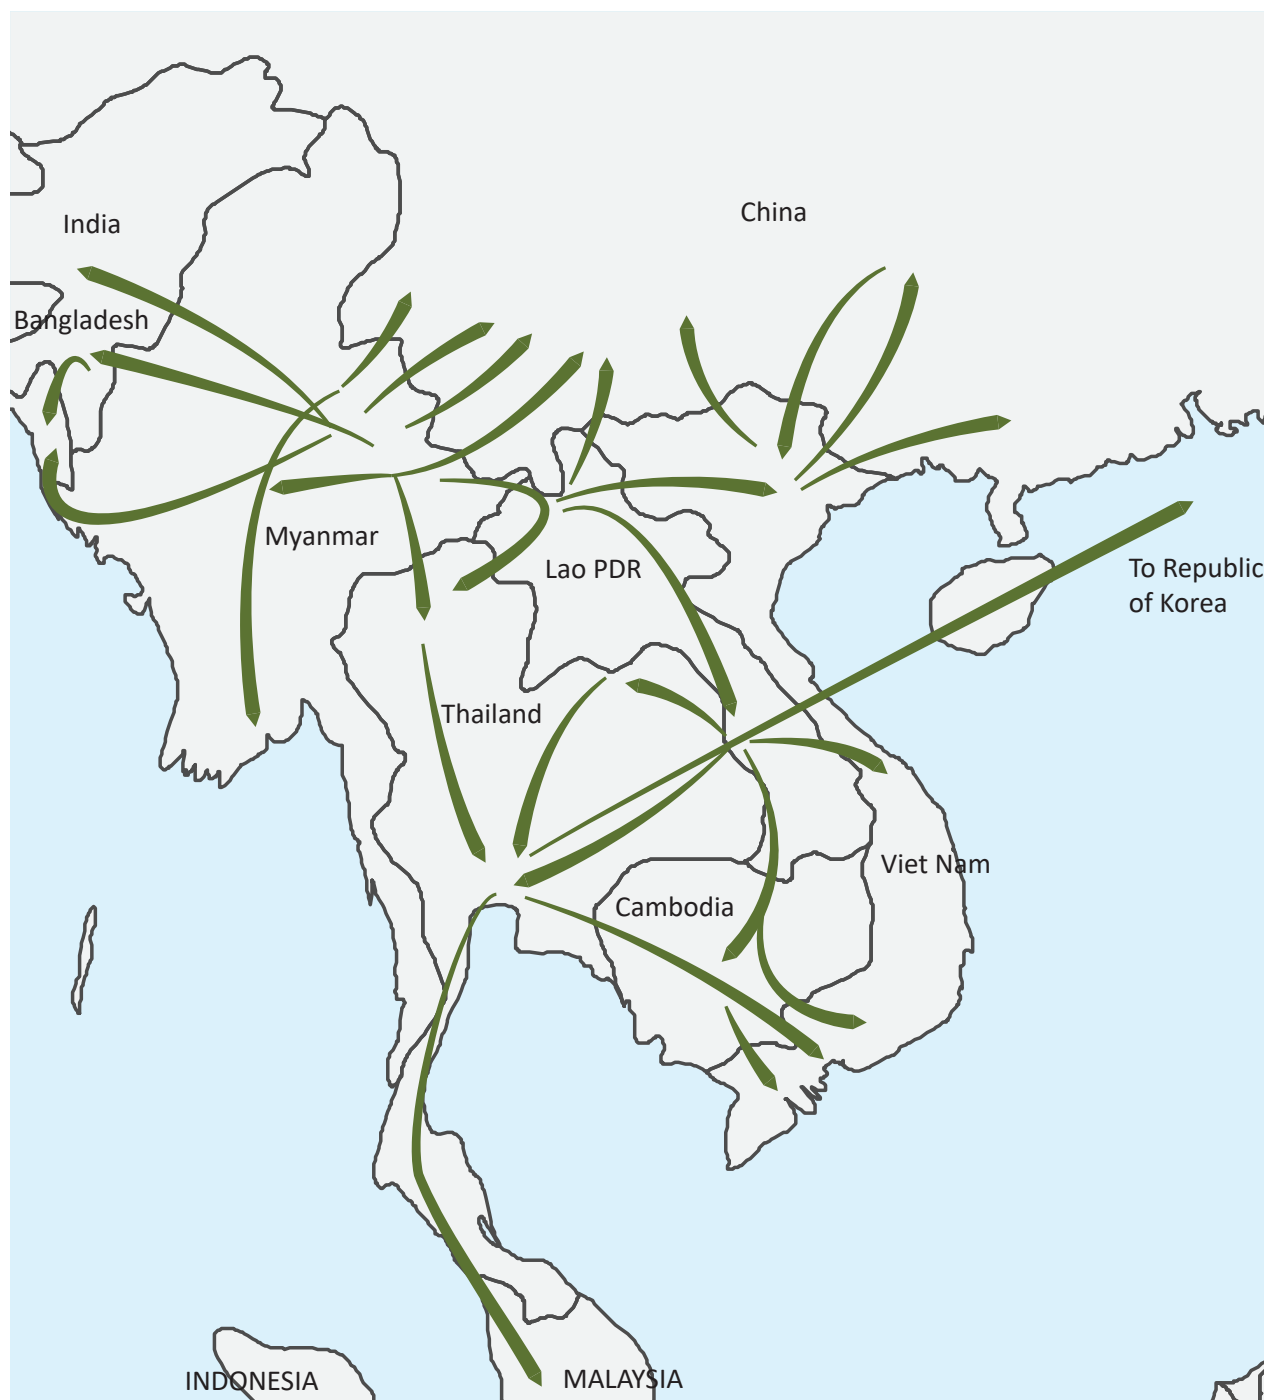 China
India
Bangladesh
Myanmar
Lao PDR
To Republic
of Korea
Thailand
Viet Nam
Cambodia
INDONESIA
MALAYSIA